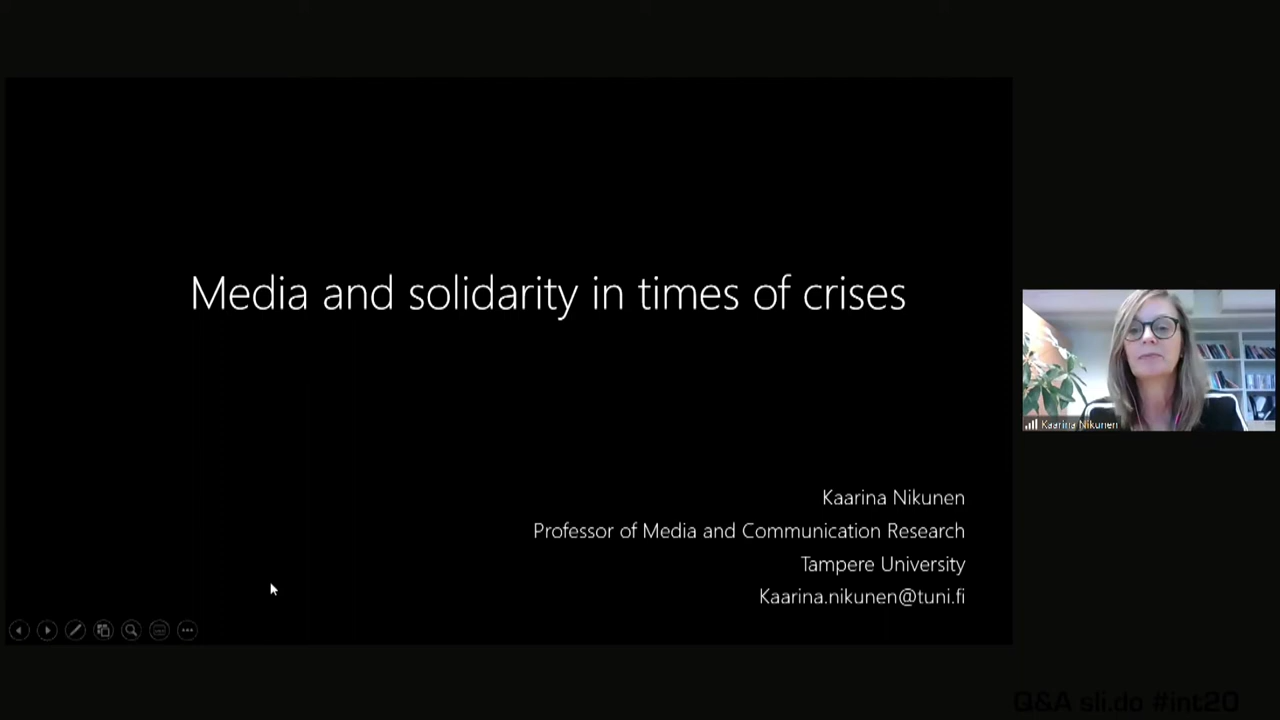 Media and solidarity in times of crises
Kaarina Nikunen
Kaarina Nikunen
Professor of Media and Communication Research
Tampere University
Kaarina.nikunen@tuni.fi
Q&A sli.do #int20